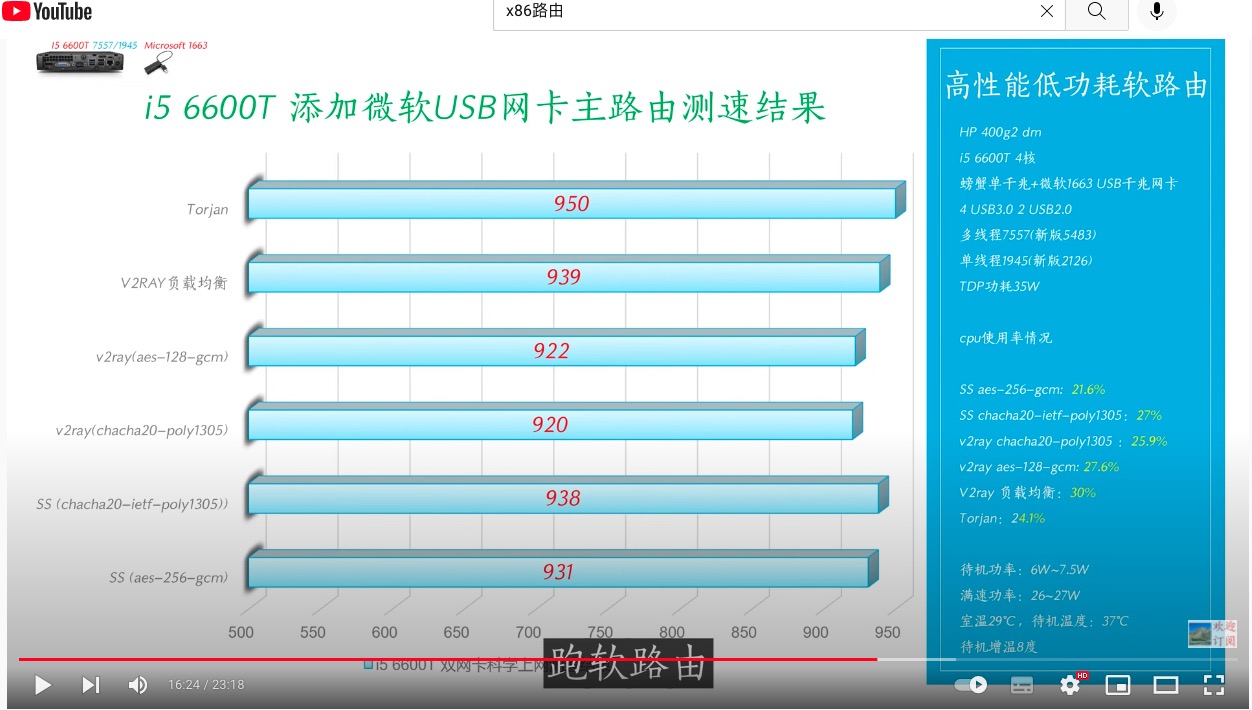 YouTube
x86路由
I5 6600T 7557/1945 Microsoft 1663
i5 6600T 添加微软USB网卡主路由测速结果
Torjan
950
V2RAY负载均衡
939
v2ray(aes-128-gcm)
922
v2ray(chacha20-poly1305)
920
SS (chacha20-ietf-poly1305))
938
SS (aes-256-gcm)
931
500 550 600 650 700 750 800 850 900 950
i5 6600T 双网卡科学上网
跑软路由
高性能低功耗软路由
HP 400g2 dm
i5 6600T 4核
螃蟹单千兆+微软1663 USB千兆网卡
4 USB3.0 2 USB2.0
多线程7557(新版5483)
单线程1945(新版2126)
TDP功耗35W
cpu使用率情况
SS aes-256-gcm: 21.6%
SS chacha20-ietf-poly1305：27%
v2ray chacha20-poly1305 ：25.9%
v2ray aes-128-gcm: 27.6%
V2ray 负载均衡：30%
Torjan：24.1%
待机功率：6W~7.5W
满速功率：26~27W
室温29℃，待机温度：37℃
待机增温8度
欢迎
订阅
16:24 / 23:18
HD